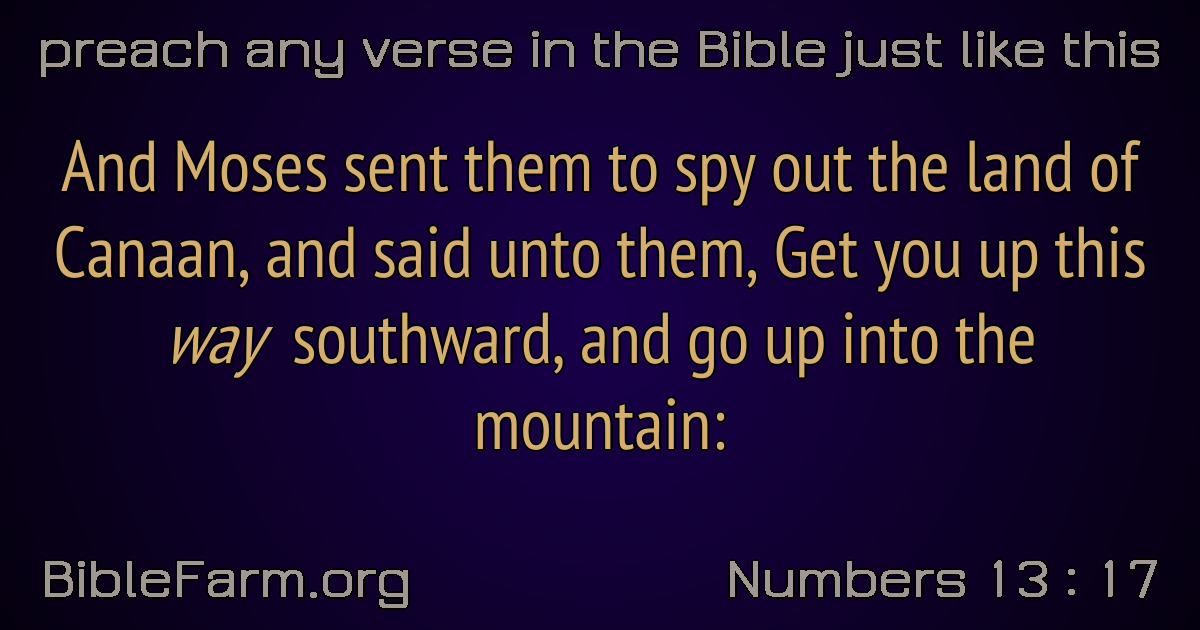 preach any verse in the Bible just like this
And Moses sent them to spy out the land of
Canaan, and said unto them, Get you up this
way southward, and go up into the
mountain:
BibleFarm.org
Numbers 13 : 17